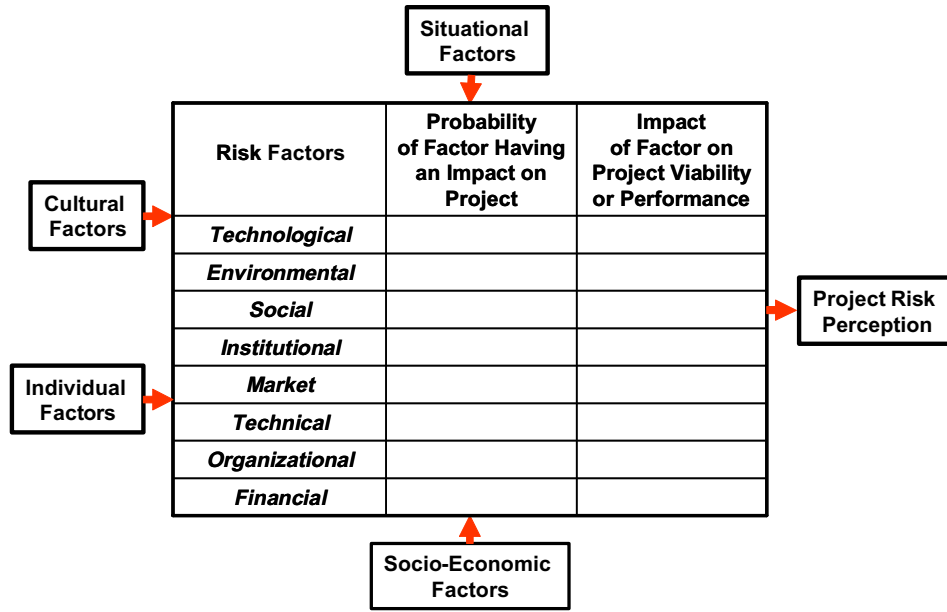 Situational
Factors
Risk Factors
Probability
of Factor Having
an Impact on
Project
Impact
of Factor on
Project Viability
or Performance
Cultural
Factors
Technological
Environmental
Social
Institutional
Market
Technical
Organizational
Financial
Project Risk
Perception
Individual
Factors
Socio-Economic
Factors